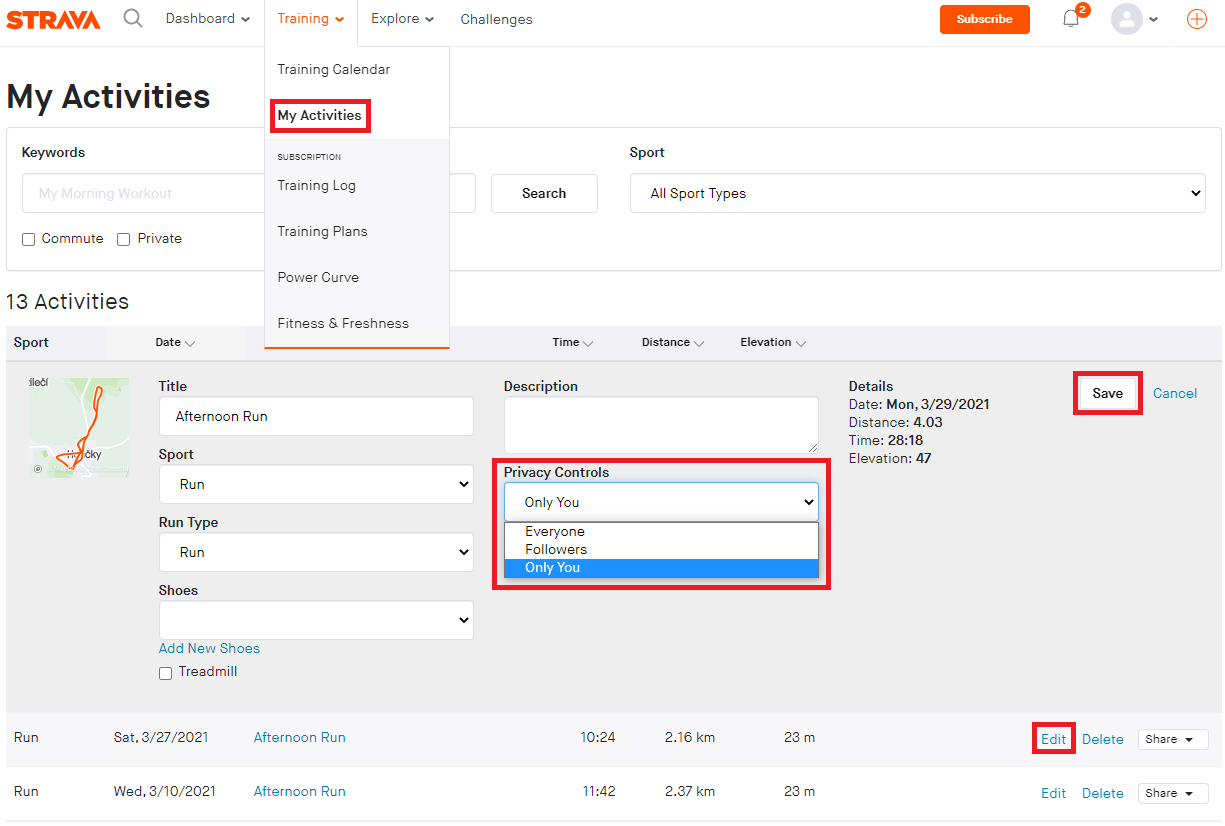 STRAVA Dashboard Training Explore Challenges Subscribe 2
Training Calendar
My Activities
SUBSCRIPTION
Training Log
Training Plans
Power Curve
Fitness & Freshness
My Activities
Keywords
My Morning Workout
Search
Sport
All Sport Types
Commute Private
13 Activities
Sport Date Time Distance Elevation
Title
Afternoon Run
Sport
Run
Run Type
Run
Shoes
Add New Shoes
Treadmill
Description
Privacy Controls
Only You
Everyone
Followers
Only You
Details
Date: Mon, 3/29/2021
Distance: 4.03
Time: 28:18
Elevation: 47
Save Cancel
Run Sat, 3/27/2021 Afternoon Run 10:24 2.16 km 23 m Edit Delete Share
Run Wed, 3/10/2021 Afternoon Run 11:42 2.37 km 23 m Edit Delete Share